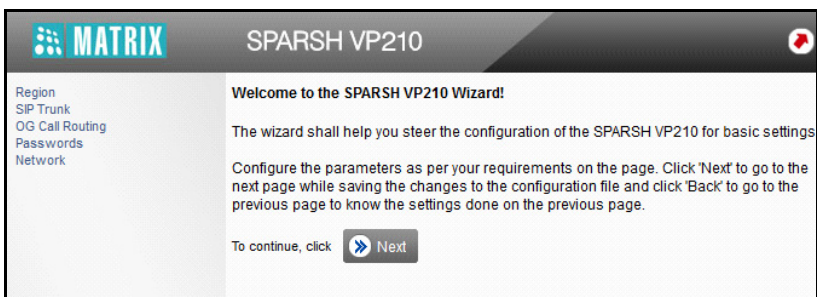 MATRIX SPARSH VP210
Region
SIP Trunk
OG Call Routing
Passwords
Network
Welcome to the SPARSH VP210 Wizard!
The wizard shall help you steer the configuration of the SPARSH VP210 for basic settings
Configure the parameters as per your requirements on the page. Click 'Next' to go to the
next page while saving the changes to the configuration file and click 'Back' to go to the
previous page to know the settings done on the previous page.
To continue, click Next